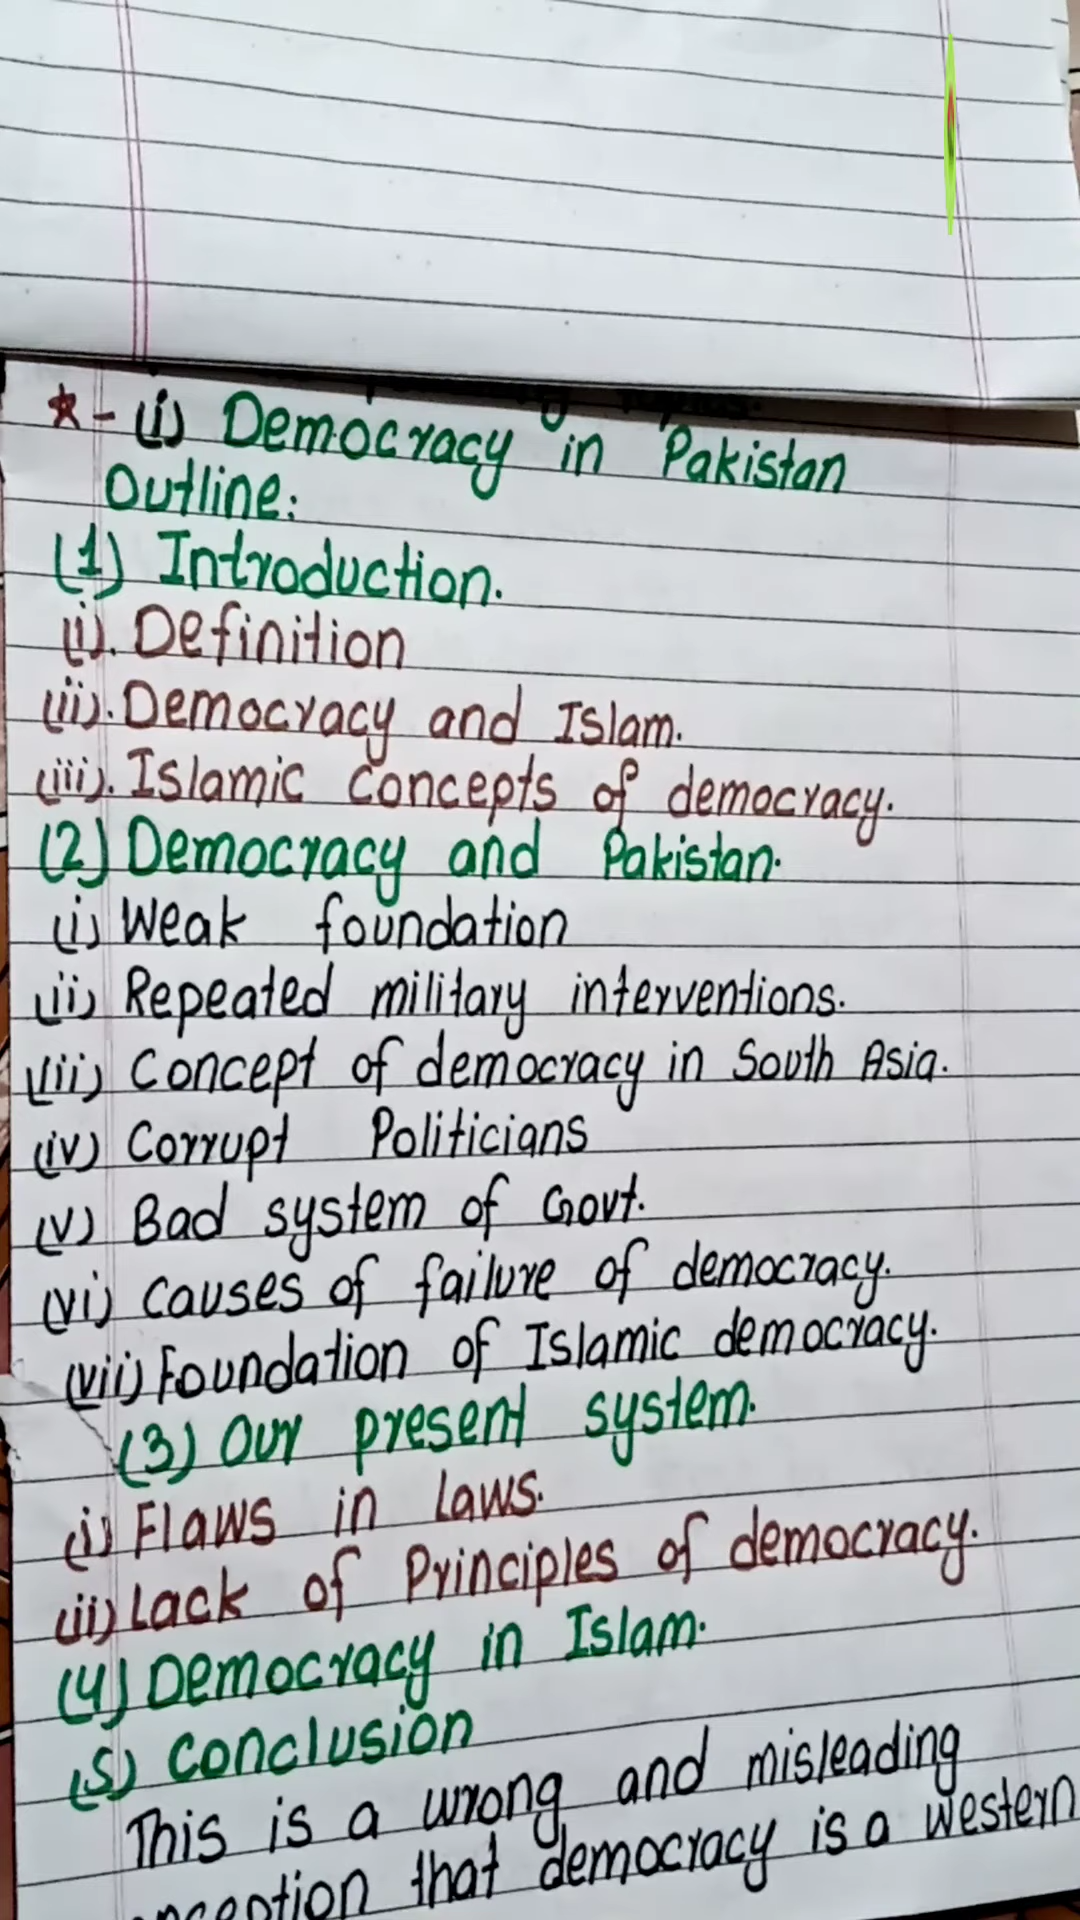 ★ - (i) Democracy in Pakistan
Outline:
(1) Introduction.
(i). Definition
(ii). Democracy and Islam.
(iii). Islamic Concepts of democracy.
(2) Democracy and Pakistan.
(i) Weak foundation
(ii) Repeated military interventions.
(iii) Concept of democracy in South Asia.
(iv) Corrupt Politicians
(v) Bad system of Govt.
(vi) Causes of failure of democracy.
(vii) Foundation of Islamic democracy.
(3) Our present system.
(i) Flaws in Laws.
(ii) Lack of Principles of democracy.
(4) Democracy in Islam.
(5) Conclusion
This is a wrong and misleading
that democracy is a western